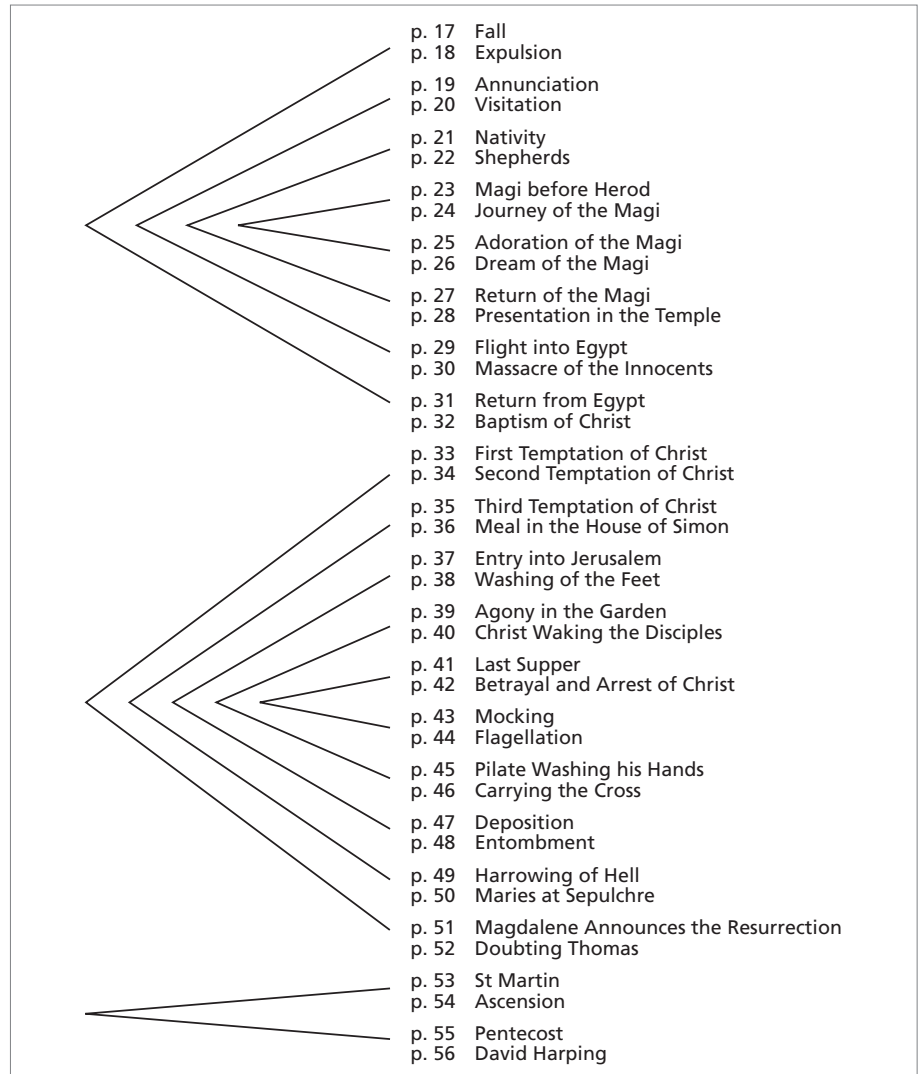 p. 17 Fall
p. 18 Expulsion
p. 19 Annunciation
p. 20 Visitation
p. 21 Nativity
p. 22 Shepherds
p. 23 Magi before Herod
p. 24 Journey of the Magi
p. 25 Adoration of the Magi
p. 26 Dream of the Magi
p. 27 Return of the Magi
p. 28 Presentation in the Temple
p. 29 Flight into Egypt
p. 30 Massacre of the Innocents
p. 31 Return from Egypt
p. 32 Baptism of Christ
p. 33 First Temptation of Christ
p. 34 Second Temptation of Christ
p. 35 Third Temptation of Christ
p. 36 Meal in the House of Simon
p. 37 Entry into Jerusalem
p. 38 Washing of the Feet
p. 39 Agony in the Garden
p. 40 Christ Waking the Disciples
p. 41 Last Supper
p. 42 Betrayal and Arrest of Christ
p. 43 Mocking
p. 44 Flagellation
p. 45 Pilate Washing his Hands
p. 46 Carrying the Cross
p. 47 Deposition
p. 48 Entombment
p. 49 Harrowing of Hell
p. 50 Maries at Sepulchre
p. 51 Magdalene Announces the Resurrection
p. 52 Doubting Thomas
p. 53 St Martin
p. 54 Ascension
p. 55 Pentecost
p. 56 David Harping